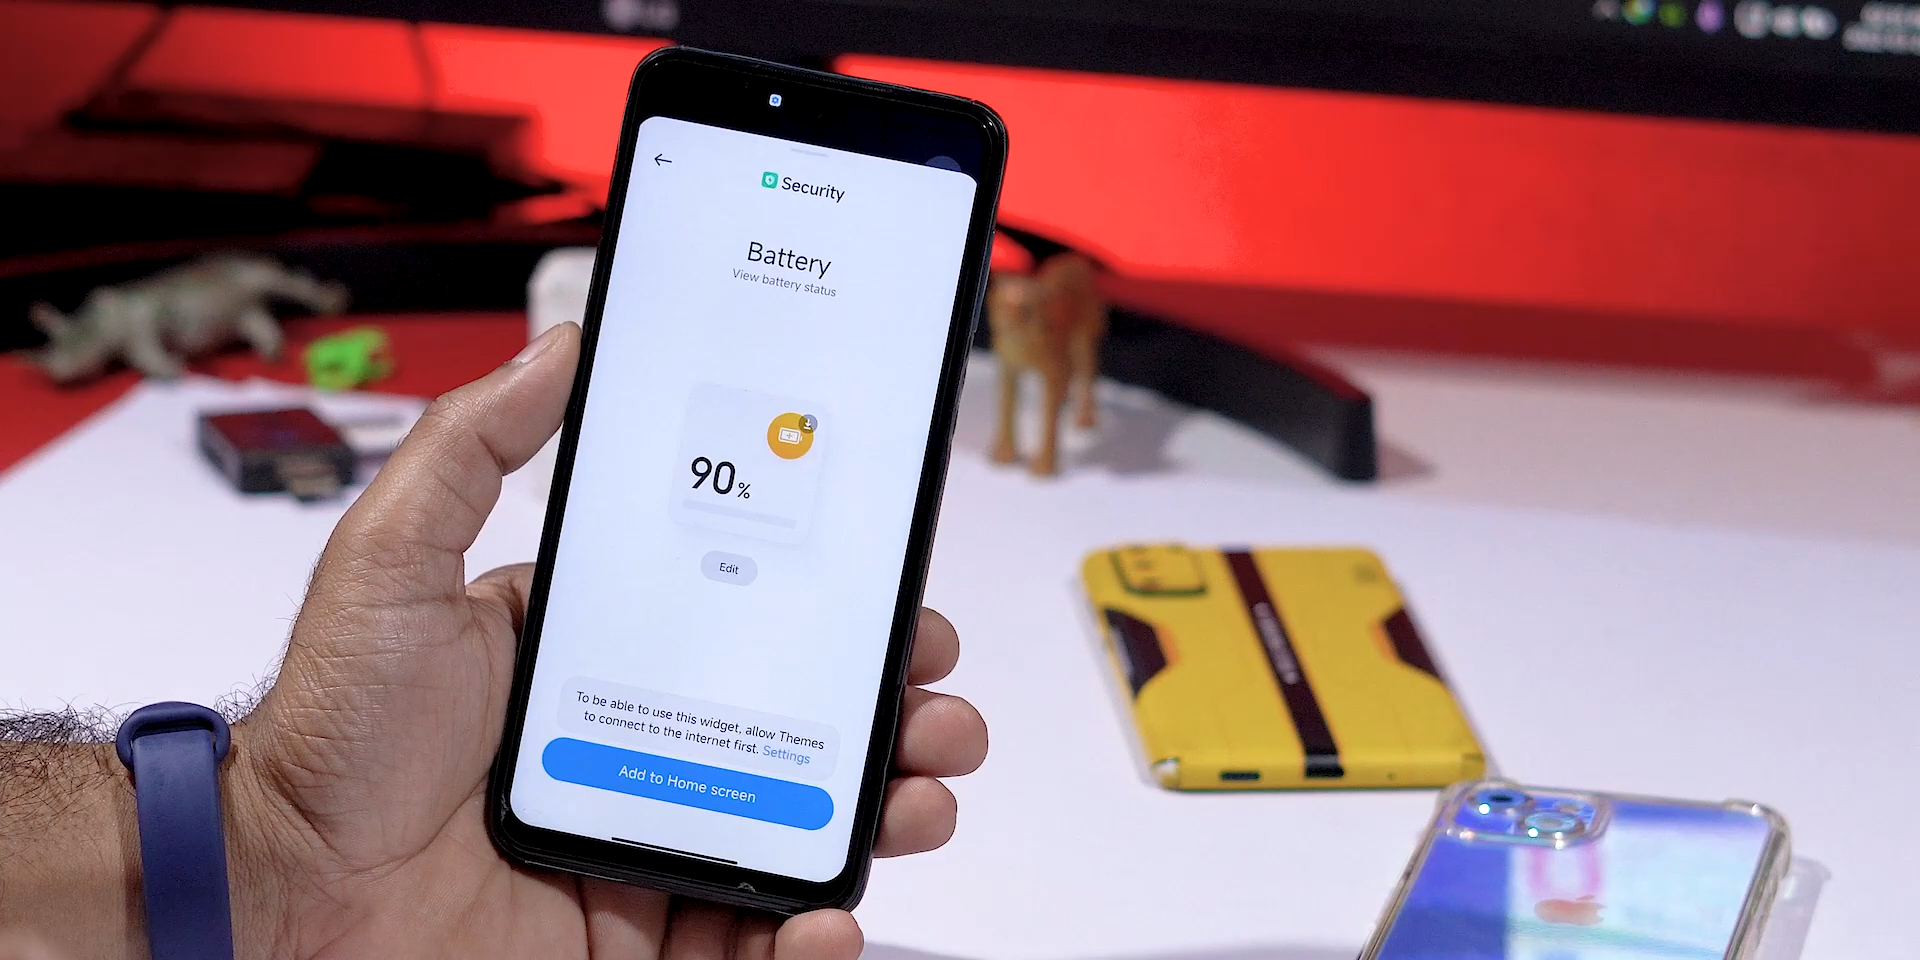 LG
Security
Battery
View battery status
90%
Edit
To be able to use this widget, allow Themes
to connect to the internet first. Settings
Add to Home screen